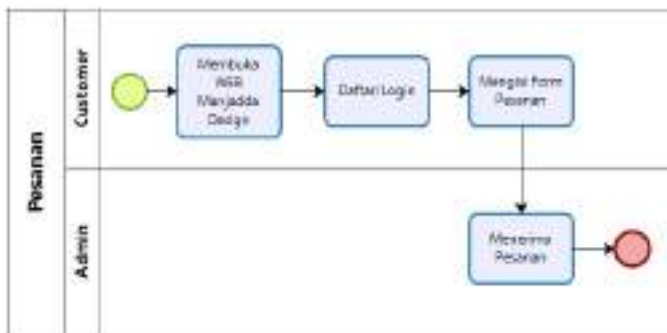 Pesanan
Customer
Membuka
WEB
Manjadda
Design
Daftar/Login
Mengisi Form
Pesanan
Admin
Menerima
Pesanan